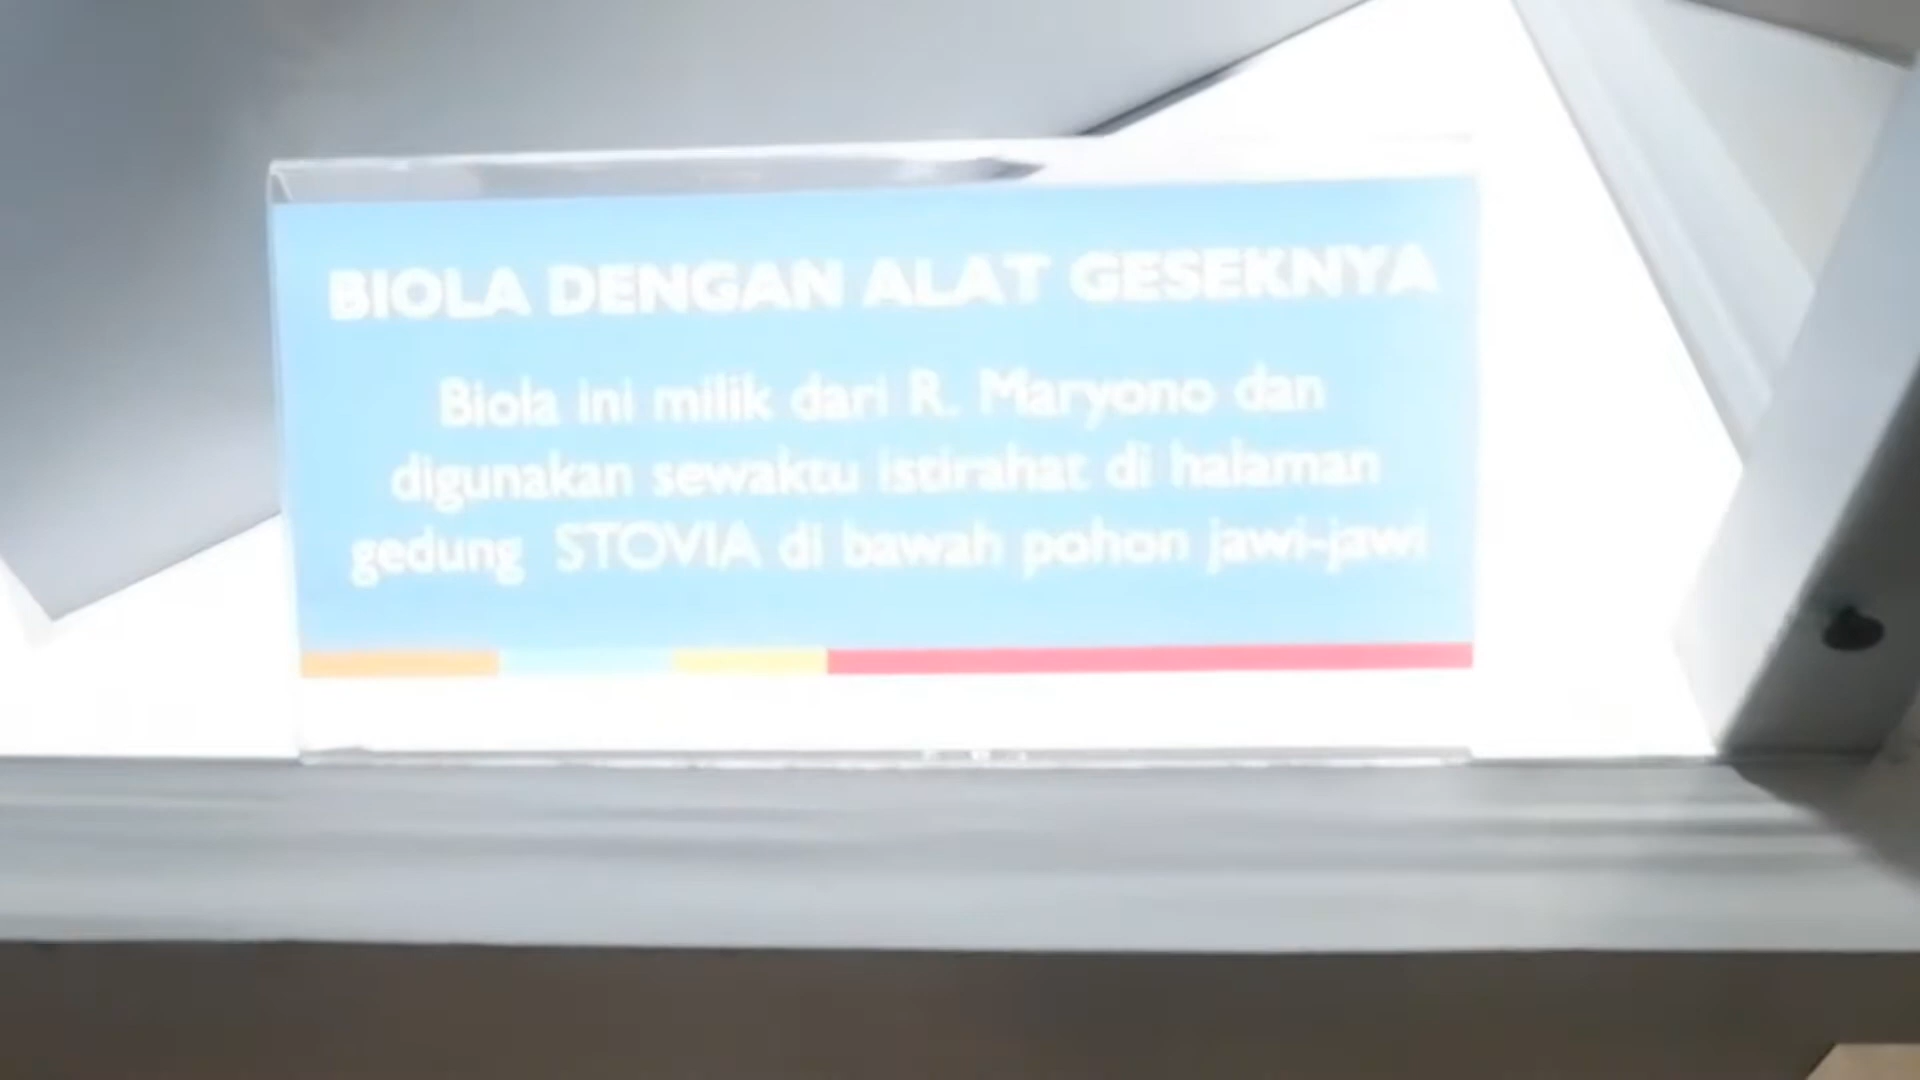 BIOLA DENGAN ALAT GESEKNYA
Biola ini milik dari R. Maryono dan
digunakan sewaktu istirahat di halaman
gedung STOVIA di bawah pohon jawi-jawi